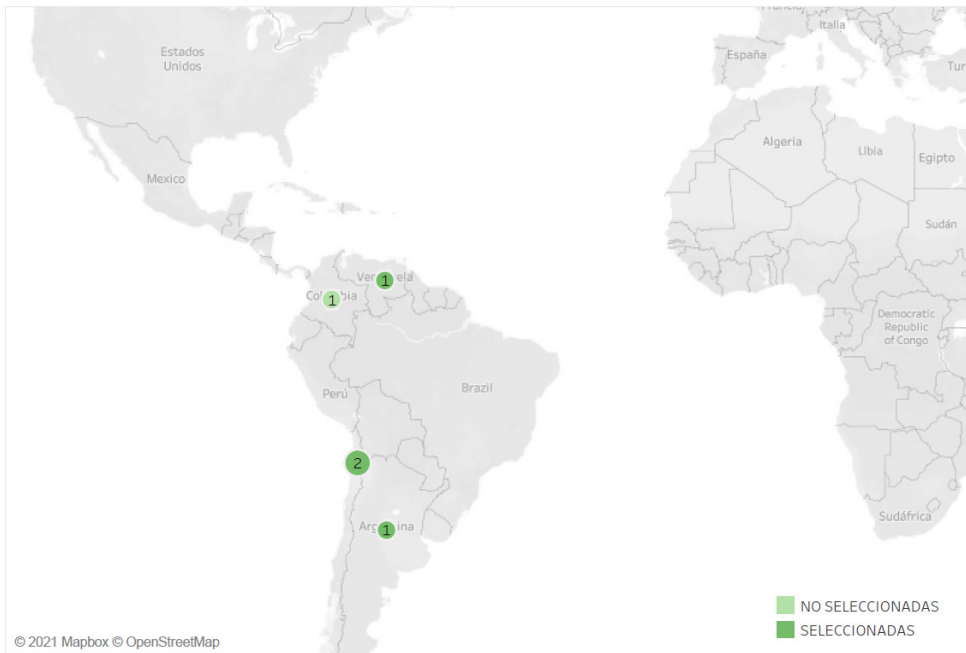 Francia
Italia
España
Tur
Estados
Unidos
Algeria
Libia
Egipto
Mexico
Sudán
Venezuela
1
Colombia
1
Democratic
Republic
of Congo
Perú
Brazil
2
Argentina
1
Sudáfrica
NO SELECCIONADAS
SELECCIONADAS
© 2021 Mapbox © OpenStreetMap